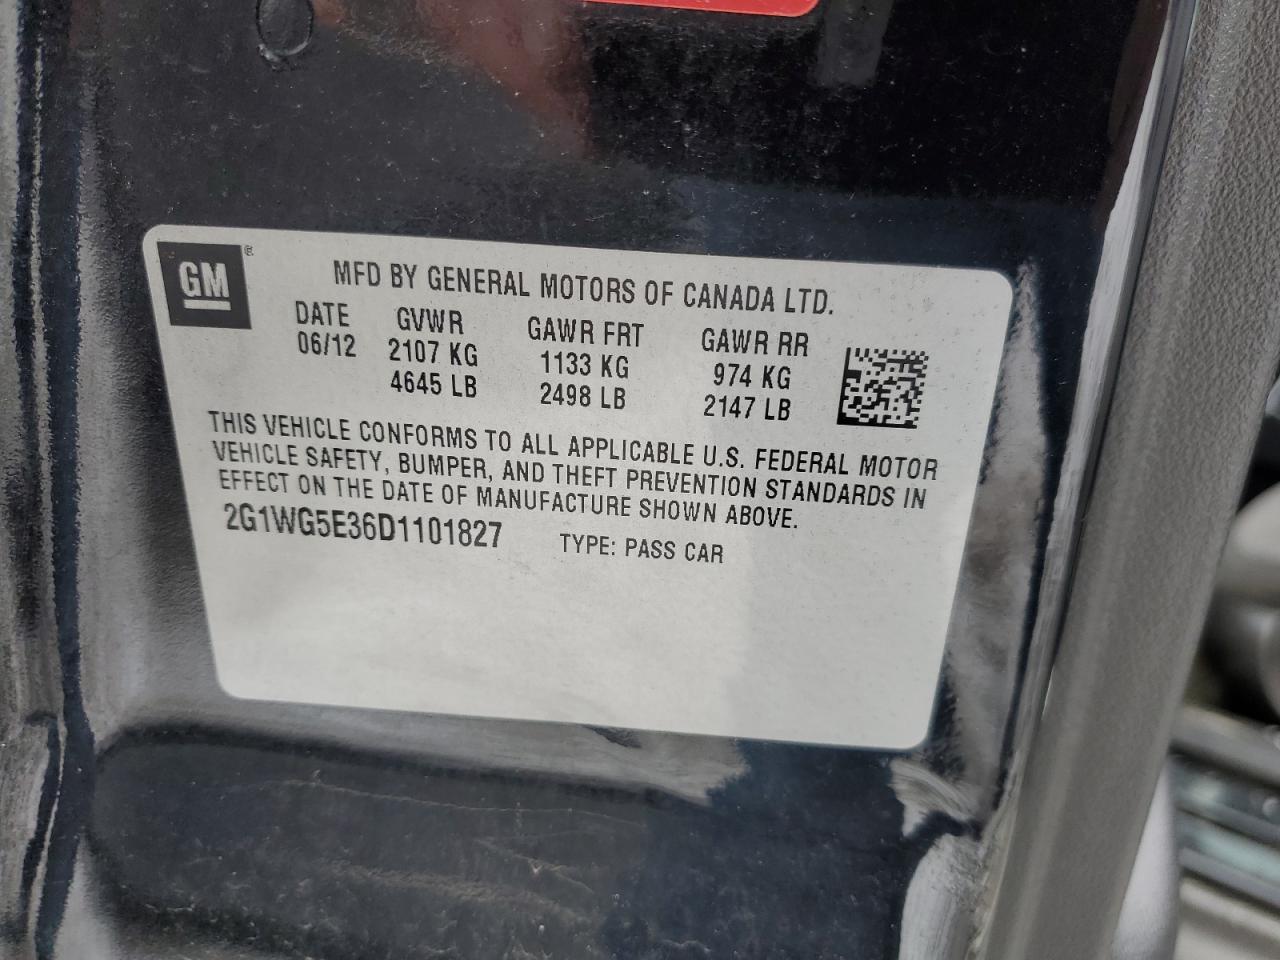 GM
MFD BY GENERAL MOTORS OF CANADA LTD.
DATE GVWR GAWR FRT GAWR RR
06/12 2107 KG 1133 KG 974 KG
4645 LB 2498 LB 2147 LB
THIS VEHICLE CONFORMS TO ALL APPLICABLE U.S. FEDERAL MOTOR
VEHICLE SAFETY, BUMPER, AND THEFT PREVENTION STANDARDS IN
EFFECT ON THE DATE OF MANUFACTURE SHOWN ABOVE.
2G1WG5E36D1101827 TYPE: PASS CAR